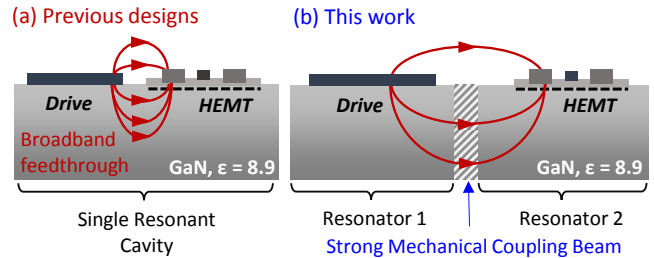 (a) Previous designs
Drive
HEMT
Broadband
feedthrough
GaN, ε = 8.9
Single Resonant
Cavity
(b) This work
Drive
HEMT
GaN, ε = 8.9
Resonator 1
Resonator 2
Strong Mechanical Coupling Beam